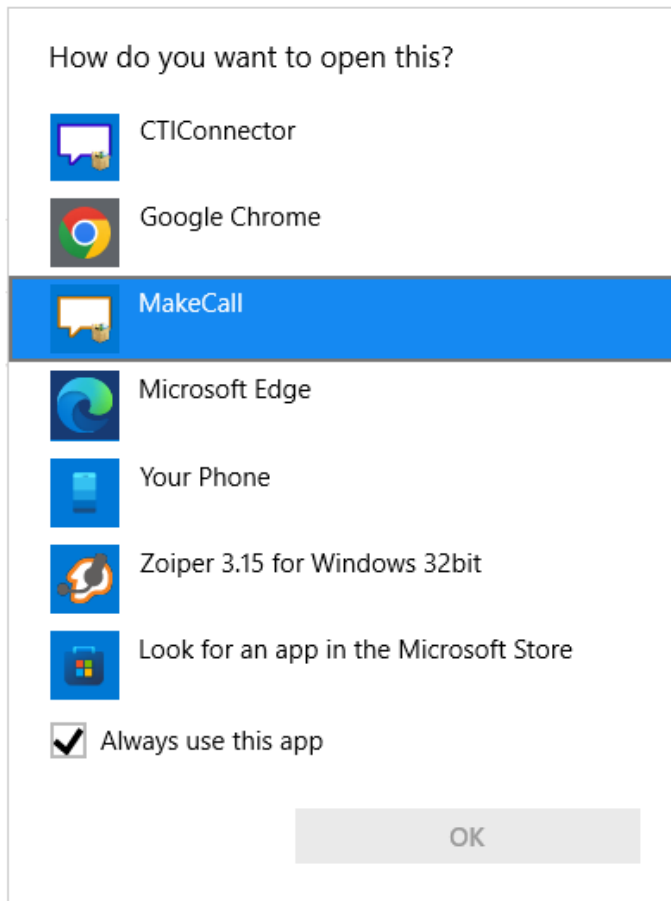 How do you want to open this?
CTIConnector
Google Chrome
MakeCall
Microsoft Edge
Your Phone
Zoiper 3.15 for Windows 32bit
Look for an app in the Microsoft Store
Always use this app
OK